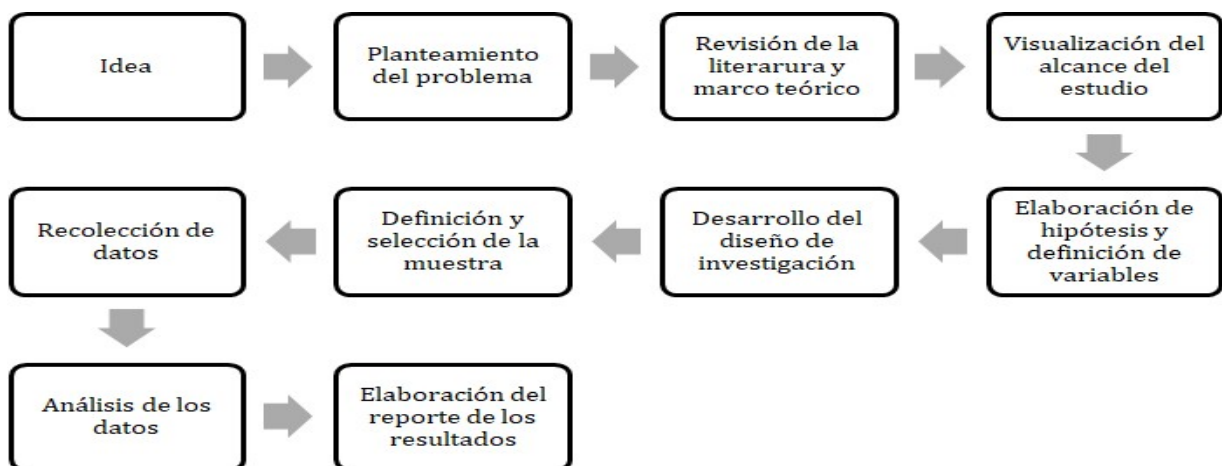 Idea
Planteamiento
del problema
Revisión de la
literarura y
marco teórico
Visualización del
alcance del
estudio
Elaboración de
hipótesis y
definición de
variables
Desarrollo del
diseño de
investigación
Definición y
selección de la
muestra
Recolección de
datos
Análisis de los
datos
Elaboración del
reporte de los
resultados